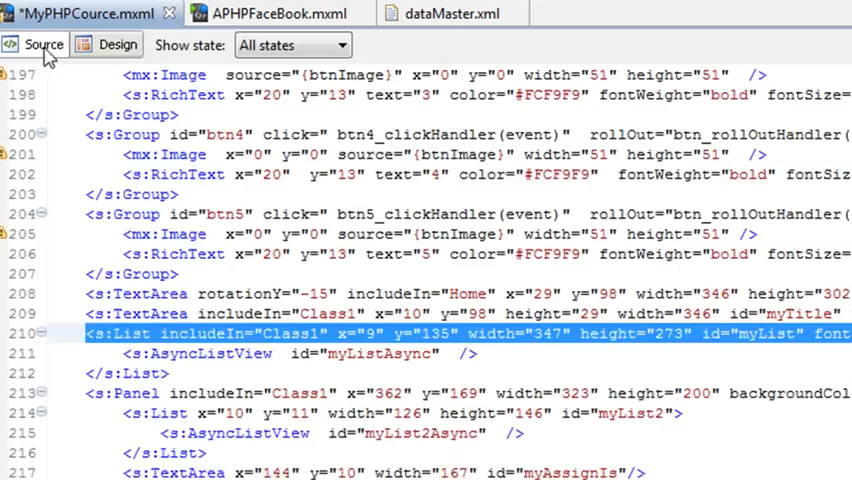 *MyPHPCource.mxml APHPFaceBook.mxml dataMaster.xml
Source Design Show state: All states
197 <mx:Image source="{btnImage}" x="0" y="0" width="51" height="51" />
198 <s:RichText x="20" y="13" text="3" color="#FCF9F9" fontWeight="bold" fontSize=
199 </s:Group>
200 <s:Group id="btn4" click=" btn4_clickHandler(event)" rollOut="btn_rollOutHandler(
201 <mx:Image x="0" y="0" source="{btnImage}" width="51" height="51" />
202 <s:RichText x="20" y="13" text="4" color="#FCF9F9" fontWeight="bold" fontSize=
203 </s:Group>
204 <s:Group id="btn5" click=" btn5_clickHandler(event)" rollOut="btn_rollOutHandler(
205 <mx:Image x="0" y="0" source="{btnImage}" width="51" height="51" />
206 <s:RichText x="20" y="13" text="5" color="#FCF9F9" fontWeight="bold" fontSize=
207 </s:Group>
208 <s:TextArea rotationY="-15" includeIn="Home" x="29" y="98" width="346" height="302
209 <s:TextArea includeIn="Class1" x="10" y="98" height="29" width="346" id="myTitle"
210 <s:List includeIn="Class1" x="9" y="135" width="347" height="273" id="myList" font
211 <s:AsyncListView id="myListAsync" />
212 </s:List>
213 <s:Panel includeIn="Class1" x="362" y="169" width="323" height="200" backgroundColo
214 <s:List x="10" y="11" width="126" height="146" id="myList2">
215 <s:AsyncListView id="myList2Async" />
216 </s:List>
217 <s:TextArea x="144" y="10" width="167" id="myAssignIs"/>